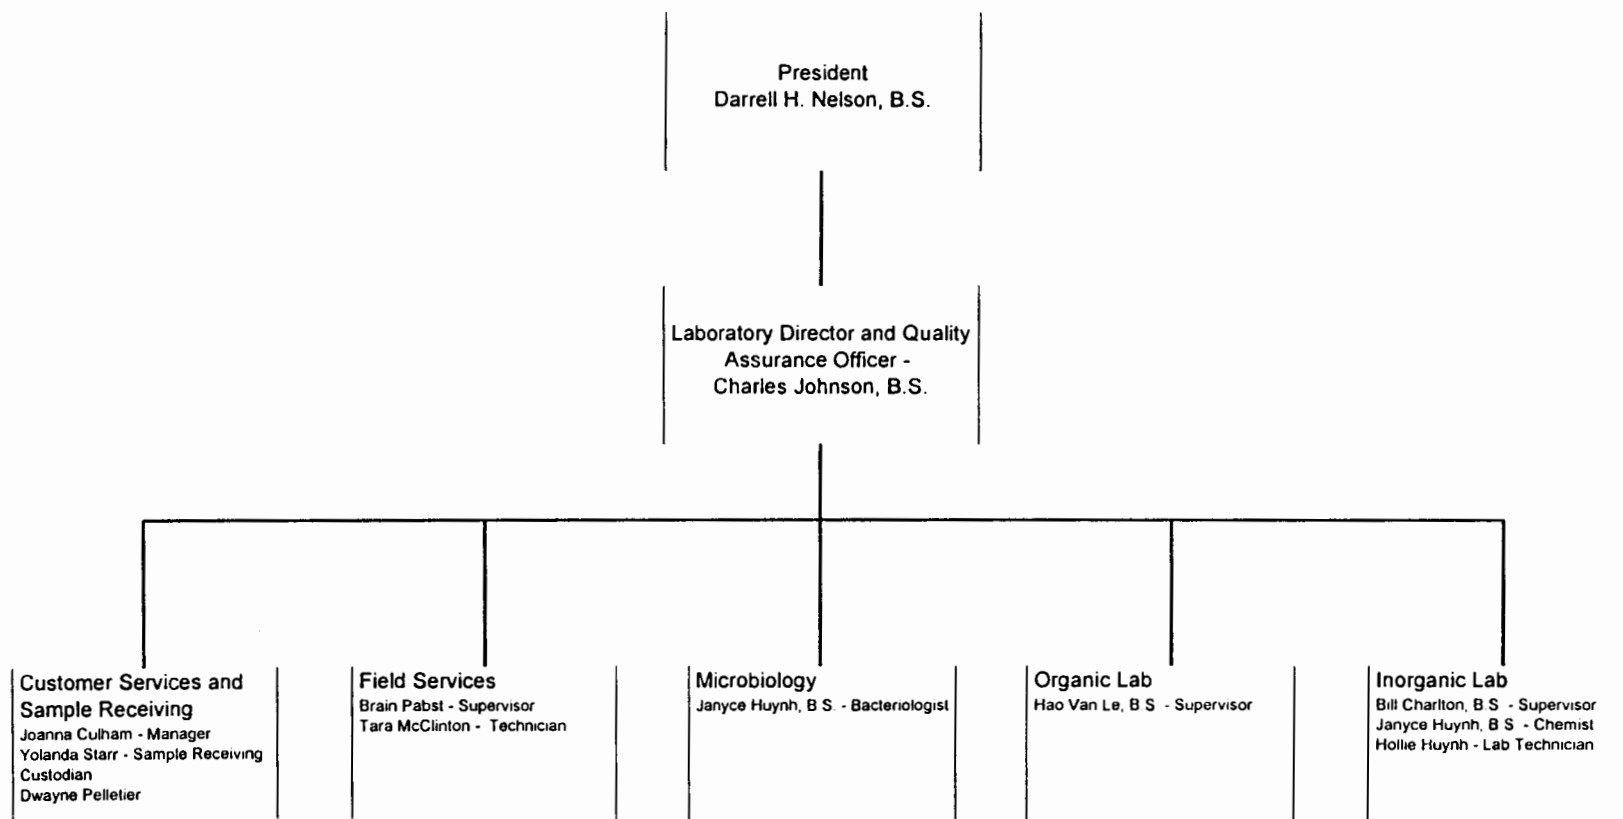 President
Darrell H. Nelson, B.S.
Laboratory Director and Quality
Assurance Officer -
Charles Johnson, B.S.
Customer Services and
Sample Receiving
Joanna Culham - Manager
Yolanda Starr - Sample Receiving
Custodian
Dwayne Pelletier
Field Services
Brain Pabst - Supervisor
Tara McClinton - Technician
Microbiology
Janyce Huynh, B S. - Bacteriologist
Organic Lab
Hao Van Le, B S - Supervisor
Inorganic Lab
Bill Charlton, B S - Supervisor
Janyce Huynh, B S - Chemist
Hollie Huynh - Lab Technician